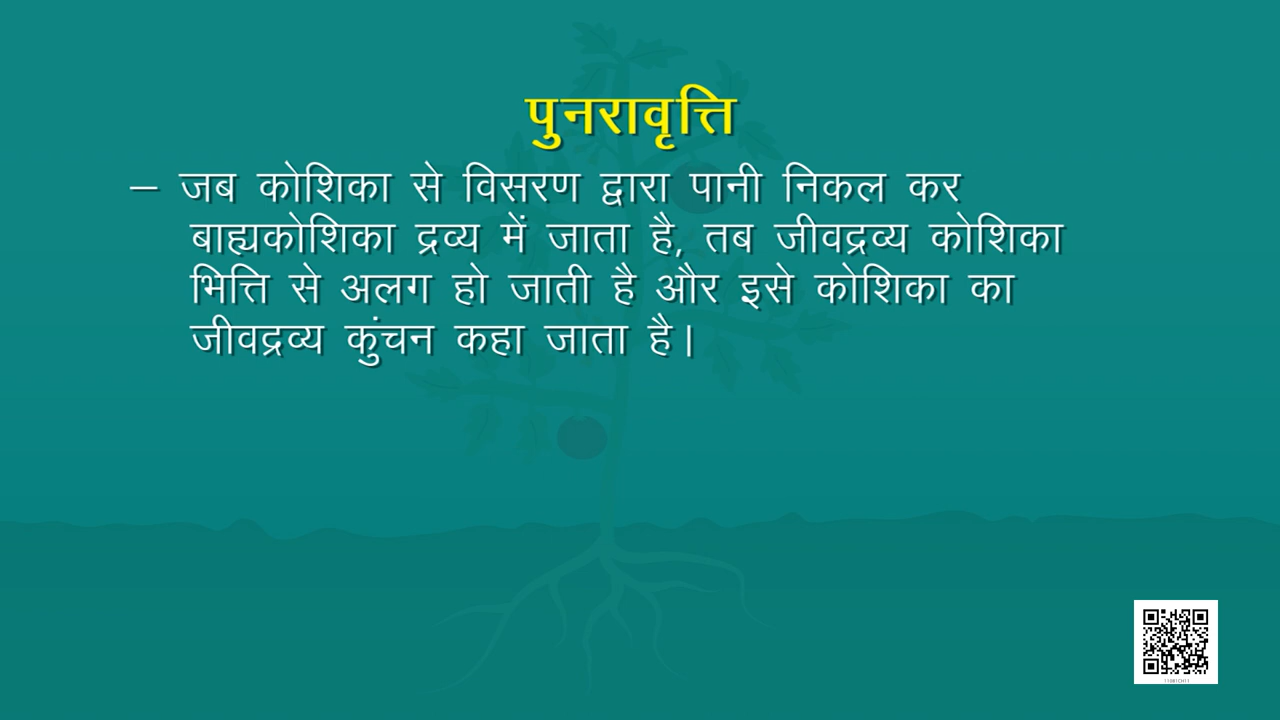 पुनरावृत्ति
– जब कोशिका से विसरण द्वारा पानी निकल कर
बाह्यकोशिका द्रव्य में जाता है, तब जीवद्रव्य कोशिका
भित्ति से अलग हो जाती है और इसे कोशिका का
जीवद्रव्य कुंचन कहा जाता है।